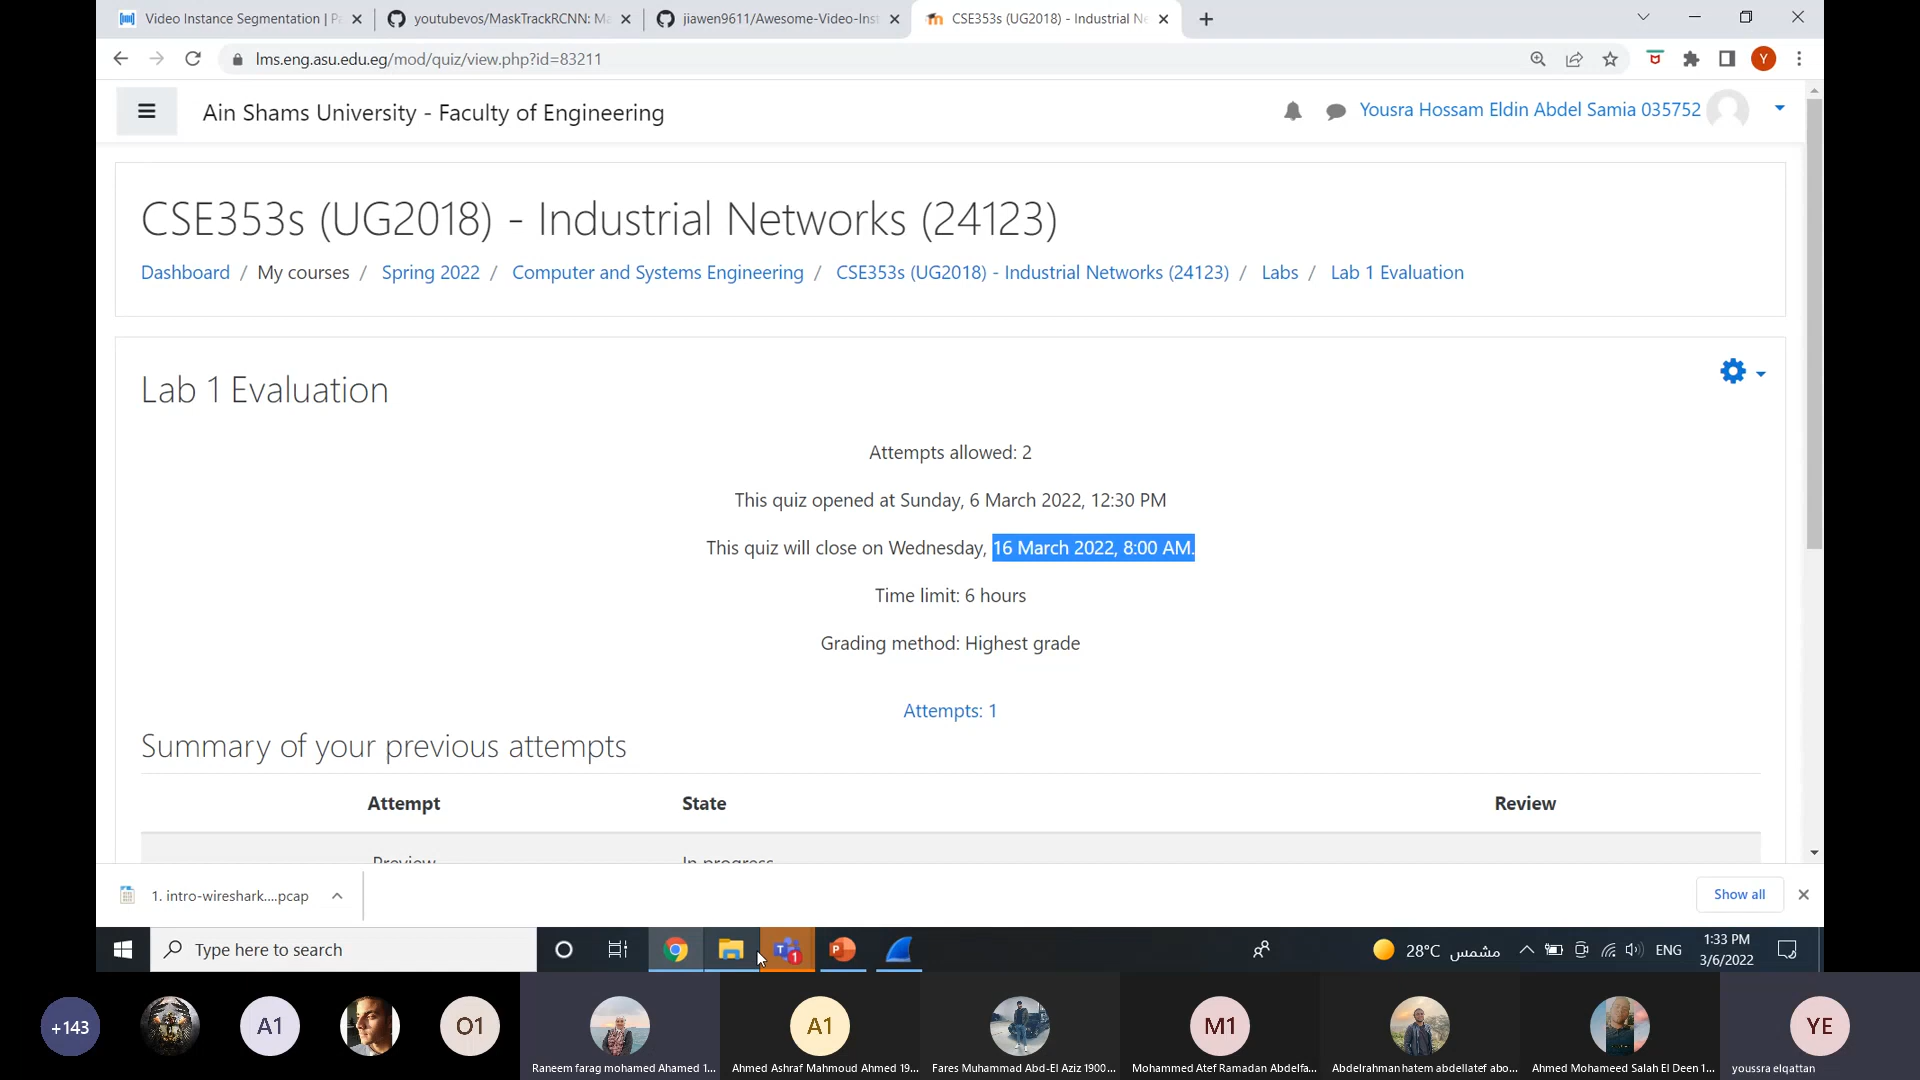 Video Instance Segmentation | P
youtubevos/MaskTrackRCNN: Ma
jiawen9611/Awesome-Video-Inst
CSE353s (UG2018) - Industrial Ne
lms.eng.asu.edu.eg/mod/quiz/view.php?id=83211
Y
Ain Shams University - Faculty of Engineering
Yousra Hossam Eldin Abdel Samia 035752
CSE353s (UG2018) - Industrial Networks (24123)
Dashboard / My courses / Spring 2022 / Computer and Systems Engineering / CSE353s (UG2018) - Industrial Networks (24123) / Labs / Lab 1 Evaluation
Lab 1 Evaluation
Attempts allowed: 2
This quiz opened at Sunday, 6 March 2022, 12:30 PM
This quiz will close on Wednesday, 16 March 2022, 8:00 AM.
Time limit: 6 hours
Grading method: Highest grade
Attempts: 1
Summary of your previous attempts
Attempt State Review
Preview In progress
1. intro-wireshark....pcap
Show all
Type here to search
28°C مشمس
ENG
1:33 PM
3/6/2022
+143
A1
O1
A1
M1
YE
Raneem farag mohamed Ahamed 1...
Ahmed Ashraf Mahmoud Ahmed 19...
Fares Muhammad Abd-El Aziz 1900...
Mohammed Atef Ramadan Abdelfa...
Abdelrahman hatem abdellatef abo...
Ahmed Mohameed Salah El Deen 1...
youssra elqattan